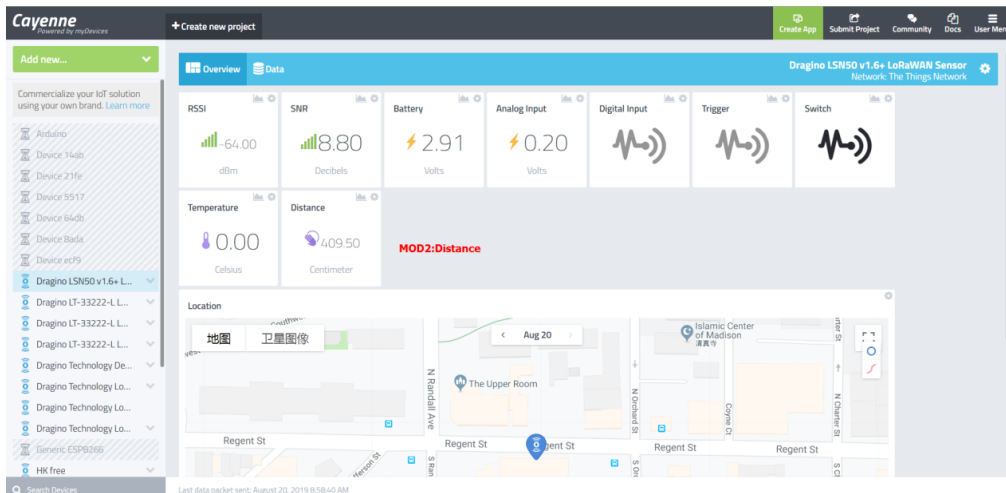 Cayenne
Powered by myDevices
+ Create new project
Create App
Submit Project
Community
Docs
User Men
Add new...
Commercialize your IoT solution
using your own brand. Learn more
Arduino
Device 14ab
Device 21fe
Device 5517
Device 64db
Device 8ada
Device ecf9
Dragino LSN50 v1.6+ L...
Dragino LT-33222-L L...
Dragino LT-33222-L L...
Dragino LT-33222-L L...
Dragino Technology De...
Dragino Technology Lo...
Dragino Technology Lo...
Dragino Technology Lo...
Generic ESP8266
HK free
Search Devices
Overview
Data
Dragino LSN50 v1.6+ LoRaWAN Sensor
Network: The Things Network
RSSI
-64.00
dBm
SNR
8.80
Decibels
Battery
2.91
Volts
Analog Input
0.20
Volts
Digital Input
Trigger
Switch
Temperature
0.00
Celsius
Distance
409.50
Centimeter
MOD2:Distance
Location
地图
卫星图像
Aug 20
Islamic Center
of Madison
清真寺
The Upper Room
N Randall Ave
N Orchard St
Coyne Ct
N Charter St
Regent St
Regent St
gent St
Regent St
S Ran
Last data packet sent: August 20, 2019 8:58:40 AM